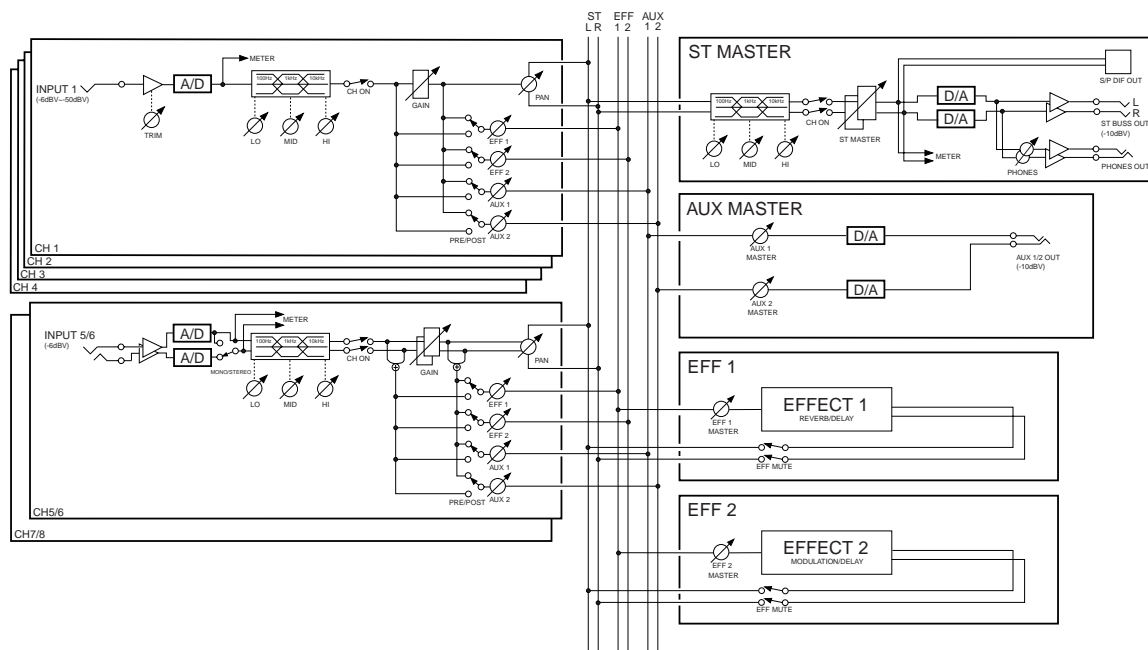 ST EFF AUX
L R 1 2 1 2
INPUT 1
(-6dBV~-50dBV)
A/D
METER
TRIM
100Hz 1kHz 10kHz
LO MID HI
CH ON
GAIN
PAN
EFF 1
EFF 2
AUX 1
AUX 2
PRE/POST
CH 1
CH 2
CH 3
CH 4
INPUT 5/6
(-6dBV)
A/D
A/D
MONO/STEREO
METER
100Hz 1kHz 10kHz
LO MID HI
CH ON
GAIN
PAN
EFF 1
EFF 2
AUX 1
AUX 2
PRE/POST
CH5/6
CH7/8
ST MASTER
100Hz 1kHz 10kHz
LO MID HI
CH ON
ST MASTER
METER
D/A
D/A
S/P DIF OUT
L
R
ST BUSS OUT
(-10dBV)
PHONES
PHONES OUT
AUX MASTER
AUX 1
MASTER
D/A
AUX 2
MASTER
D/A
AUX 1/2 OUT
(-10dBV)
EFF 1
EFF 1
MASTER
EFFECT 1
REVERB/DELAY
EFF MUTE
EFF 2
EFF 2
MASTER
EFFECT 2
MODULATION/DELAY
EFF MUTE